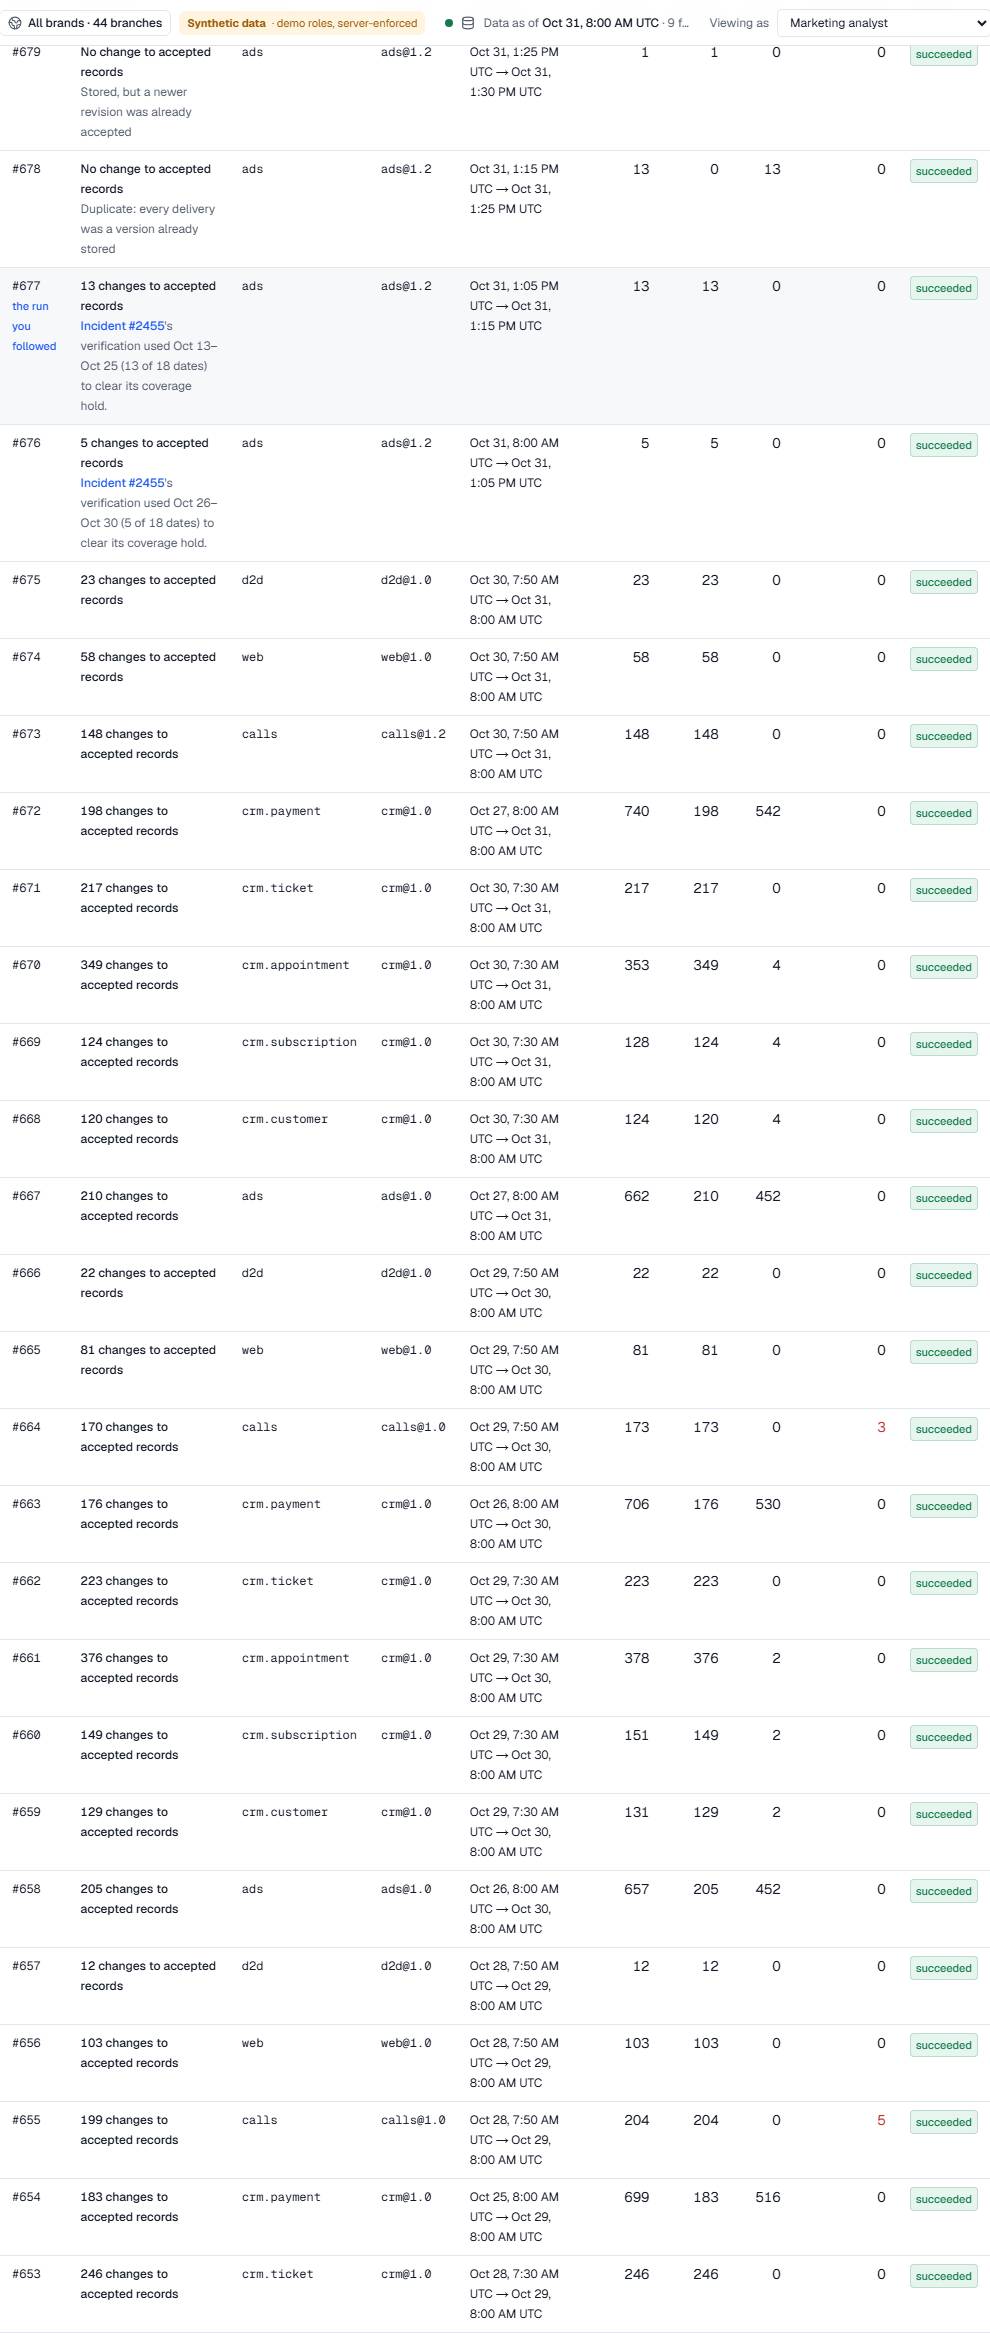 All brands · 44 branches
Synthetic data · demo roles, server-enforced
Data as of Oct 31, 8:00 AM UTC · 9 f…
Viewing as
Marketing analyst
#679 No change to accepted ads ads@1.2 Oct 31, 1:25 PM 1 1 0 0 succeeded
records UTC → Oct 31,
Stored, but a newer 1:30 PM UTC
revision was already
accepted
#678 No change to accepted ads ads@1.2 Oct 31, 1:15 PM 13 0 13 0 succeeded
records UTC → Oct 31,
Duplicate: every delivery 1:25 PM UTC
was a version already
stored
#677 13 changes to accepted ads ads@1.2 Oct 31, 1:05 PM 13 13 0 0 succeeded
the run records UTC → Oct 31,
you Incident #2455's 1:15 PM UTC
followed verification used Oct 13–
Oct 25 (13 of 18 dates)
to clear its coverage
hold.
#676 5 changes to accepted ads ads@1.2 Oct 31, 8:00 AM 5 5 0 0 succeeded
records UTC → Oct 31,
Incident #2455's 1:05 PM UTC
verification used Oct 26–
Oct 30 (5 of 18 dates) to
clear its coverage hold.
#675 23 changes to accepted d2d d2d@1.0 Oct 30, 7:50 AM 23 23 0 0 succeeded
records UTC → Oct 31,
8:00 AM UTC
#674 58 changes to accepted web web@1.0 Oct 30, 7:50 AM 58 58 0 0 succeeded
records UTC → Oct 31,
8:00 AM UTC
#673 148 changes to calls calls@1.2 Oct 30, 7:50 AM 148 148 0 0 succeeded
accepted records UTC → Oct 31,
8:00 AM UTC
#672 198 changes to crm.payment crm@1.0 Oct 27, 8:00 AM 740 198 542 0 succeeded
accepted records UTC → Oct 31,
8:00 AM UTC
#671 217 changes to crm.ticket crm@1.0 Oct 30, 7:30 AM 217 217 0 0 succeeded
accepted records UTC → Oct 31,
8:00 AM UTC
#670 349 changes to crm.appointment crm@1.0 Oct 30, 7:30 AM 353 349 4 0 succeeded
accepted records UTC → Oct 31,
8:00 AM UTC
#669 124 changes to crm.subscription crm@1.0 Oct 30, 7:30 AM 128 124 4 0 succeeded
accepted records UTC → Oct 31,
8:00 AM UTC
#668 120 changes to crm.customer crm@1.0 Oct 30, 7:30 AM 124 120 4 0 succeeded
accepted records UTC → Oct 31,
8:00 AM UTC
#667 210 changes to ads ads@1.0 Oct 27, 8:00 AM 662 210 452 0 succeeded
accepted records UTC → Oct 31,
8:00 AM UTC
#666 22 changes to accepted d2d d2d@1.0 Oct 29, 7:50 AM 22 22 0 0 succeeded
records UTC → Oct 30,
8:00 AM UTC
#665 81 changes to accepted web web@1.0 Oct 29, 7:50 AM 81 81 0 0 succeeded
records UTC → Oct 30,
8:00 AM UTC
#664 170 changes to calls calls@1.0 Oct 29, 7:50 AM 173 173 0 3 succeeded
accepted records UTC → Oct 30,
8:00 AM UTC
#663 176 changes to crm.payment crm@1.0 Oct 26, 8:00 AM 706 176 530 0 succeeded
accepted records UTC → Oct 30,
8:00 AM UTC
#662 223 changes to crm.ticket crm@1.0 Oct 29, 7:30 AM 223 223 0 0 succeeded
accepted records UTC → Oct 30,
8:00 AM UTC
#661 376 changes to crm.appointment crm@1.0 Oct 29, 7:30 AM 378 376 2 0 succeeded
accepted records UTC → Oct 30,
8:00 AM UTC
#660 149 changes to crm.subscription crm@1.0 Oct 29, 7:30 AM 151 149 2 0 succeeded
accepted records UTC → Oct 30,
8:00 AM UTC
#659 129 changes to crm.customer crm@1.0 Oct 29, 7:30 AM 131 129 2 0 succeeded
accepted records UTC → Oct 30,
8:00 AM UTC
#658 205 changes to ads ads@1.0 Oct 26, 8:00 AM 657 205 452 0 succeeded
accepted records UTC → Oct 30,
8:00 AM UTC
#657 12 changes to accepted d2d d2d@1.0 Oct 28, 7:50 AM 12 12 0 0 succeeded
records UTC → Oct 29,
8:00 AM UTC
#656 103 changes to web web@1.0 Oct 28, 7:50 AM 103 103 0 0 succeeded
accepted records UTC → Oct 29,
8:00 AM UTC
#655 199 changes to calls calls@1.0 Oct 28, 7:50 AM 204 204 0 5 succeeded
accepted records UTC → Oct 29,
8:00 AM UTC
#654 183 changes to crm.payment crm@1.0 Oct 25, 8:00 AM 699 183 516 0 succeeded
accepted records UTC → Oct 29,
8:00 AM UTC
#653 246 changes to crm.ticket crm@1.0 Oct 28, 7:30 AM 246 246 0 0 succeeded
accepted records UTC → Oct 29,
8:00 AM UTC